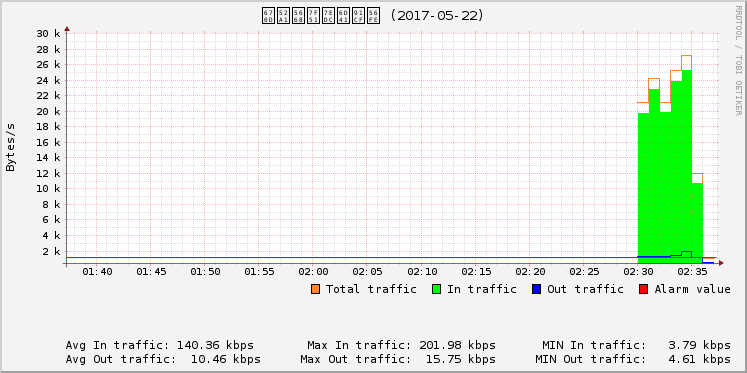 (2017-05-22)
RRDTOOL / TOBI OETIKER
Bytes/s
30 k
28 k
26 k
24 k
22 k
20 k
18 k
16 k
14 k
12 k
10 k
8 k
6 k
4 k
2 k
01:40 01:45 01:50 01:55 02:00 02:05 02:10 02:15 02:20 02:25 02:30 02:35
Total traffic In traffic Out traffic Alarm value
Avg In traffic: 140.36 kbps Max In traffic: 201.98 kbps MIN In traffic: 3.79 kbps
Avg Out traffic: 10.46 kbps Max Out traffic: 15.75 kbps MIN Out traffic: 4.61 kbps